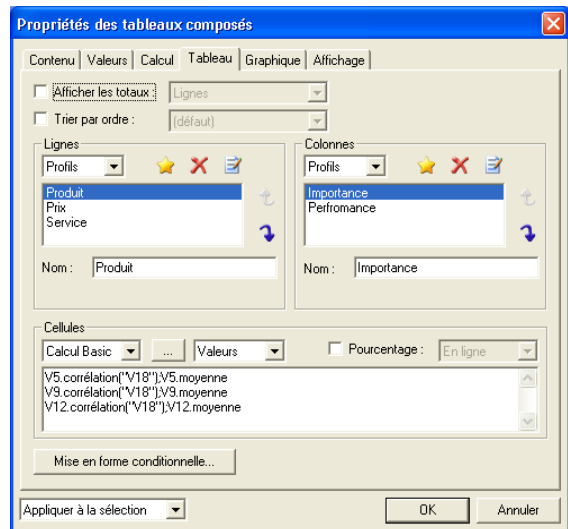 Propriétés des tableaux composés
Contenu Valeurs Calcul Tableau Graphique Affichage
Afficher les totaux : Lignes
Trier par ordre : (défaut)
Lignes Colonnes
Profils Profils
Produit Importance
Prix Perfromance
Service
Nom : Produit Nom : Importance
Cellules
Calcul Basic ... Valeurs Pourcentage : En ligne
V5.corrélation("V18");V5.moyenne
V9.corrélation("V18");V9.moyenne
V12.corrélation("V18");V12.moyenne
Mise en forme conditionnelle...
Appliquer à la sélection OK Annuler